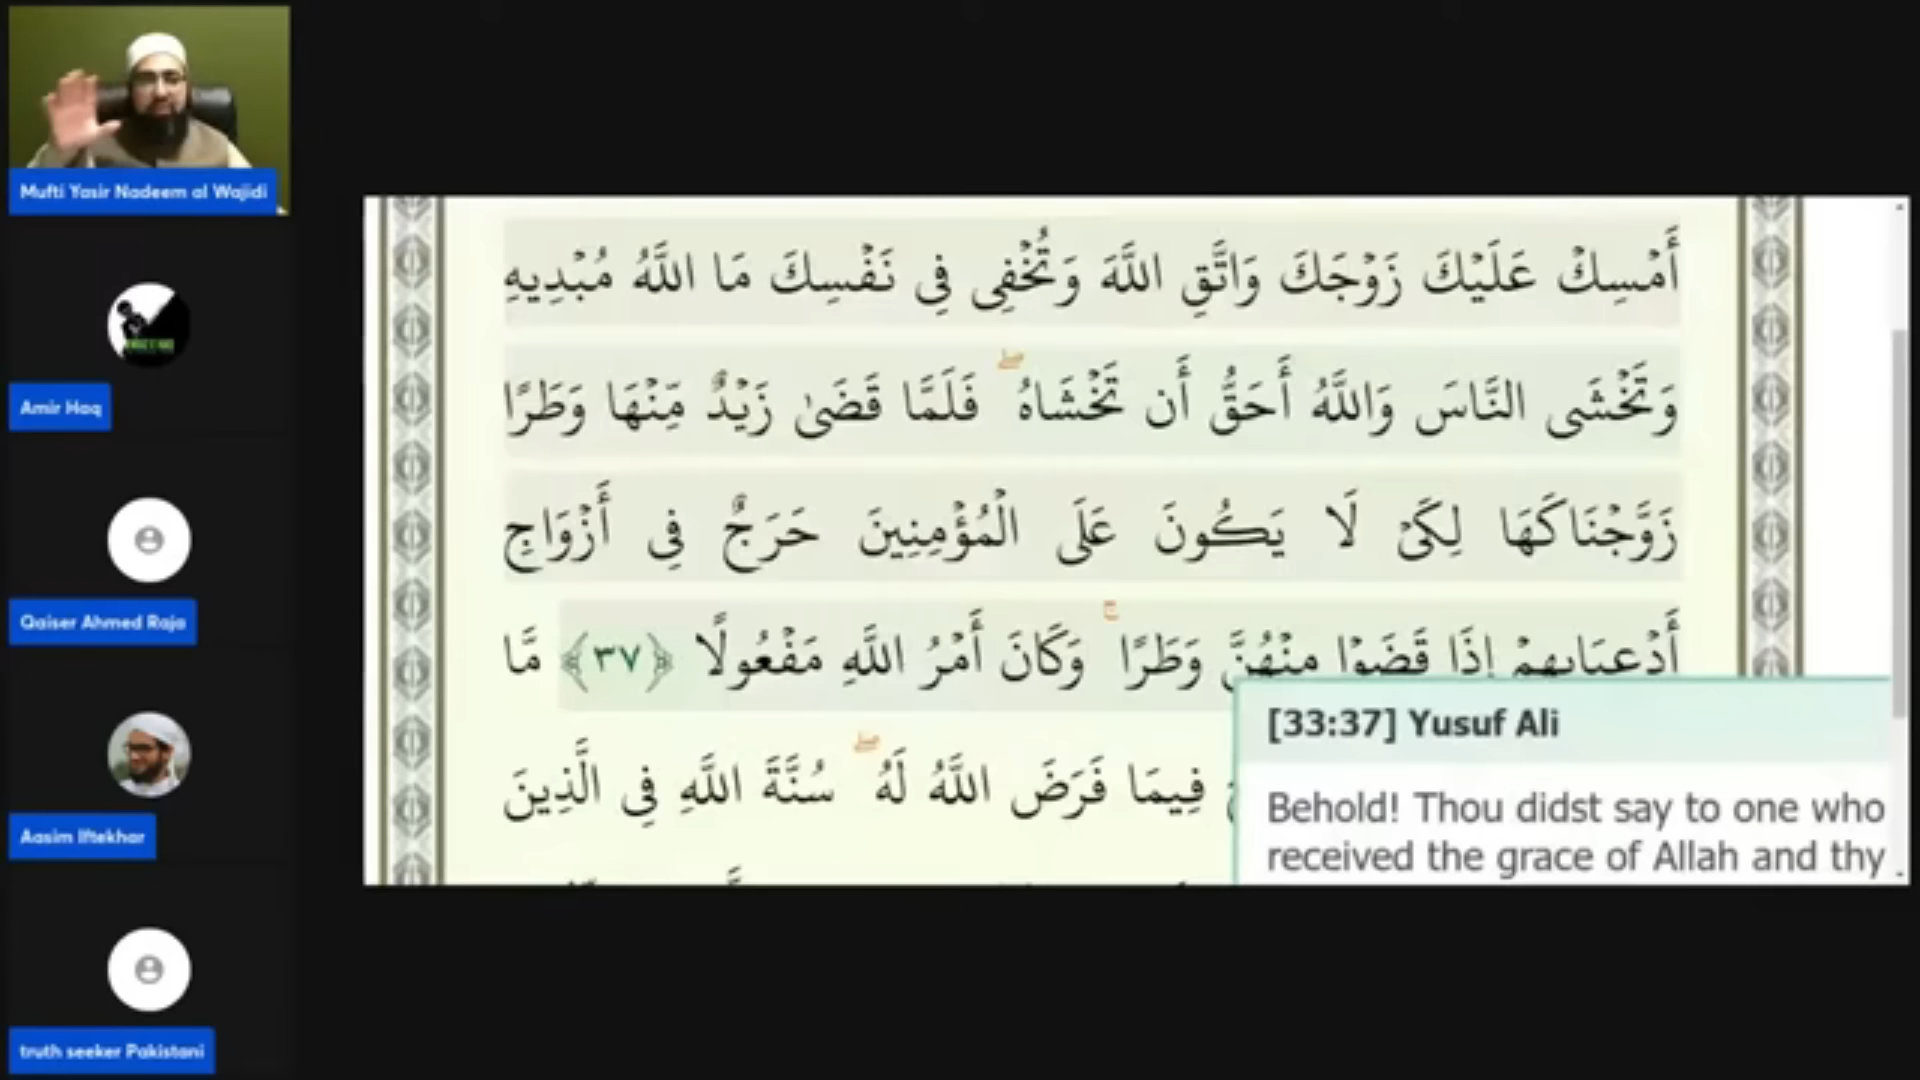 Mufti Yasir Nadeem al Wajidi
Amir Haq
Qaiser Ahmed Raja
Aasim Iftekhar
truth seeker Pakistani
أَمْسِكْ عَلَيْكَ زَوْجَكَ وَاتَّقِ اللَّهَ وَتُخْفِى فِى نَفْسِكَ مَا اللَّهُ مُبْدِيهِ
وَتَخْشَى النَّاسَ وَاللَّهُ أَحَقُّ أَن تَخْشَاهُ ۖ فَلَمَّا قَضَىٰ زَيْدٌ مِّنْهَا وَطَرًا
زَوَّجْنَاكَهَا لِكَىْ لَا يَكُونَ عَلَى الْمُؤْمِنِينَ حَرَجٌ فِى أَزْوَاجِ
أَدْعِيَايِهِمْ إِذَا قَضَوْا مِنْهُنَّ وَطَرًا ۚ وَكَانَ أَمْرُ اللَّهِ مَفْعُولًا ﴿٣٧﴾ مَّا
فِيمَا فَرَضَ اللَّهُ لَهُ ۖ سُنَّةَ اللَّهِ فِى الَّذِينَ
[33:37] Yusuf Ali
Behold! Thou didst say to one who
received the grace of Allah and thy